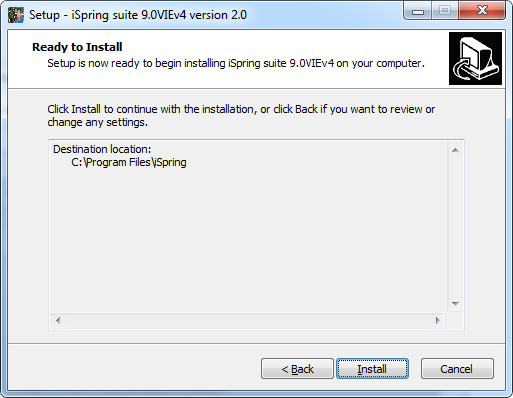 Setup - iSpring suite 9.0VIEv4 version 2.0
Ready to Install
Setup is now ready to begin installing iSpring suite 9.0VIEv4 on your computer.
Click Install to continue with the installation, or click Back if you want to review or
change any settings.
Destination location:
C:\Program Files\iSpring
< Back
Install
Cancel